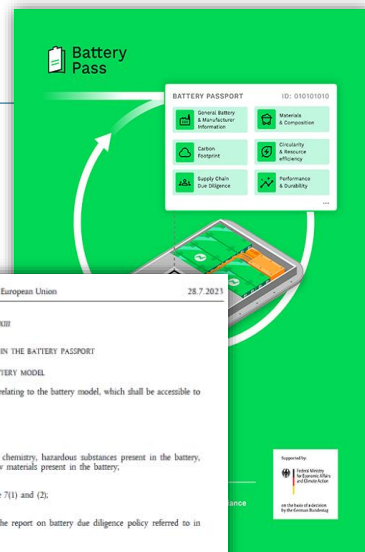 Battery
Pass
BATTERY PASSPORT ID: 010101010
General Battery
& Manufacturer
Information
Materials
& Composition
Carbon
Footprint
Circularity
& Resource
efficiency
Supply Chain
Due Diligence
Performance
& Durability
...
European Union 28.7.2023
XIII
IN THE BATTERY PASSPORT
TERY MODEL
relating to the battery model, which shall be accessible to
chemistry, hazardous substances present in the battery,
w materials present in the battery;
e 7(1) and (2);
he report on battery due diligence policy referred to in
Supported by:
Federal Ministry
for Economic Affairs
and Climate Action
on the basis of a decision
by the German Bundestag